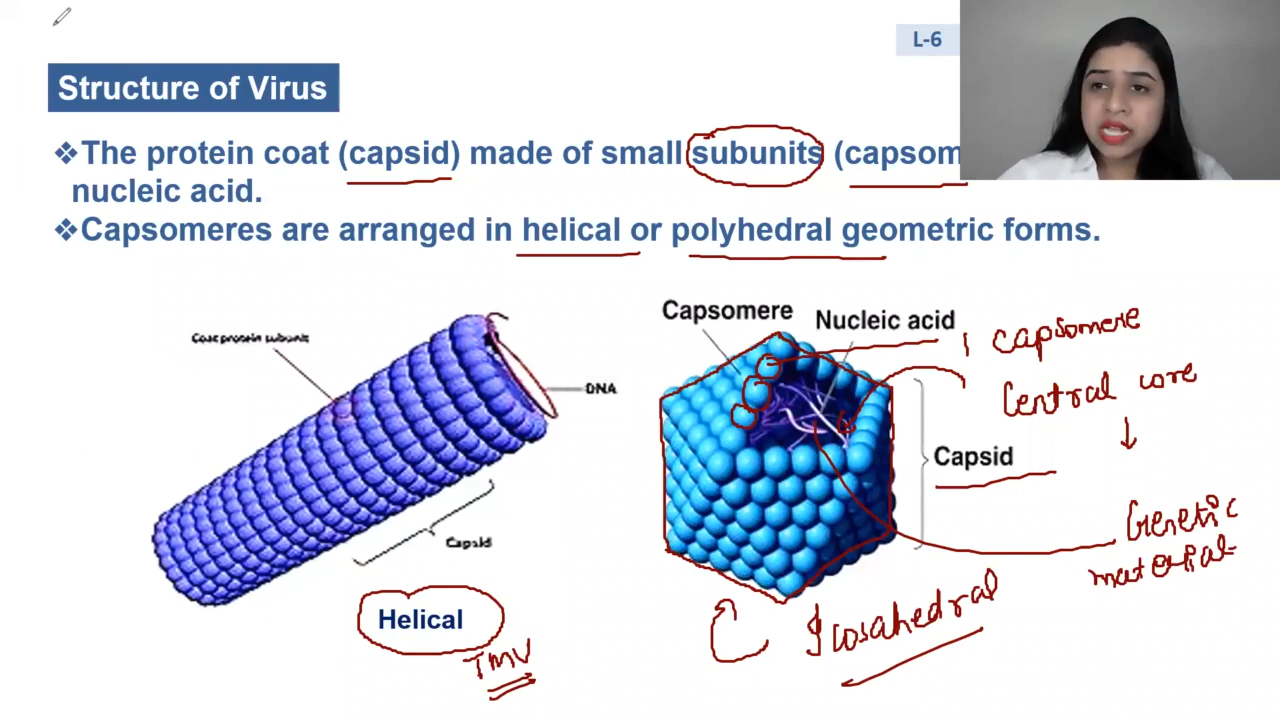 L-6
Structure of Virus
❖The protein coat (capsid) made of small subunits (capsom
nucleic acid.
❖Capsomeres are arranged in helical or polyhedral geometric forms.
Capsomere
Nucleic acid
Coat protein subunit
DNA
Capsid
Capsid
Helical
TMV
capsomere
Central core
Genetic
material
Icosahedral